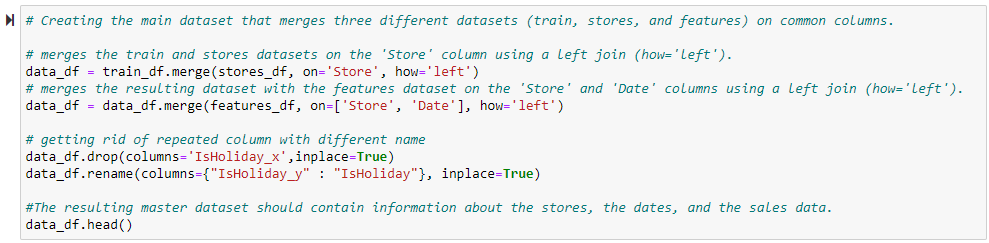 # Creating the main dataset that merges three different datasets (train, stores, and features) on common columns.
# merges the train and stores datasets on the 'Store' column using a left join (how='left').
data_df = train_df.merge(stores_df, on='Store', how='left')
# merges the resulting dataset with the features dataset on the 'Store' and 'Date' columns using a left join (how='left').
data_df = data_df.merge(features_df, on=['Store', 'Date'], how='left')
# getting rid of repeated column with different name
data_df.drop(columns='IsHoliday_x',inplace=True)
data_df.rename(columns={"IsHoliday_y" : "IsHoliday"}, inplace=True)
#The resulting master dataset should contain information about the stores, the dates, and the sales data.
data_df.head()